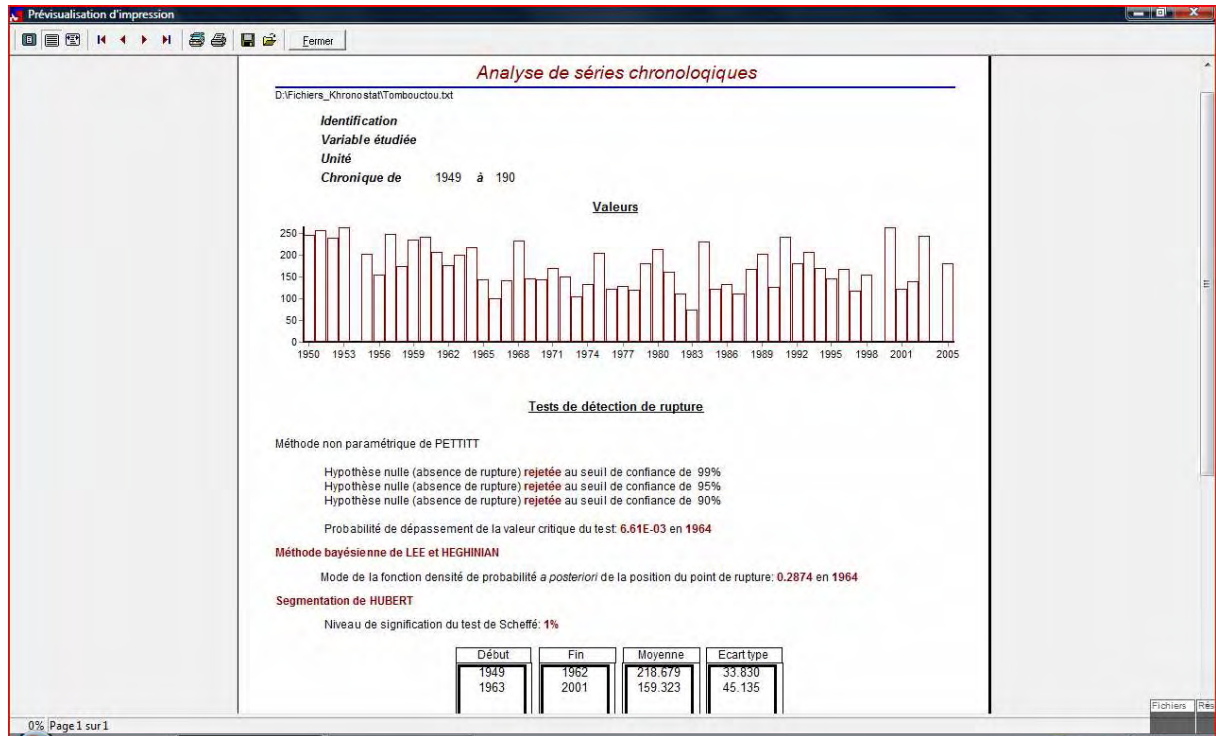 Prévisualisation d'impression
Fermer
Analyse de séries chronologiques
D:\Fichiers_Khronostat\Tombouctou.txt
Identification
Variable étudiée
Unité
Chronique de 1949 à 190
Valeurs
250
200
150
100
50
0
1950 1953 1956 1959 1962 1965 1968 1971 1974 1977 1980 1983 1986 1989 1992 1995 1998 2001 2005
Tests de détection de rupture
Méthode non paramétrique de PETTITT
Hypothèse nulle (absence de rupture) rejetée au seuil de confiance de 99%
Hypothèse nulle (absence de rupture) rejetée au seuil de confiance de 95%
Hypothèse nulle (absence de rupture) rejetée au seuil de confiance de 90%
Probabilité de dépassement de la valeur critique du test: 6.61E-03 en 1964
Méthode bayésienne de LEE et HEGHINIAN
Mode de la fonction densité de probabilité a posteriori de la position du point de rupture: 0.2874 en 1964
Segmentation de HUBERT
Niveau de signification du test de Scheffé: 1%
Début Fin Moyenne Ecart type
1949 1962 218.679 33.830
1963 2001 159.323 45.135
Fichiers Rés
0% Page 1 sur 1